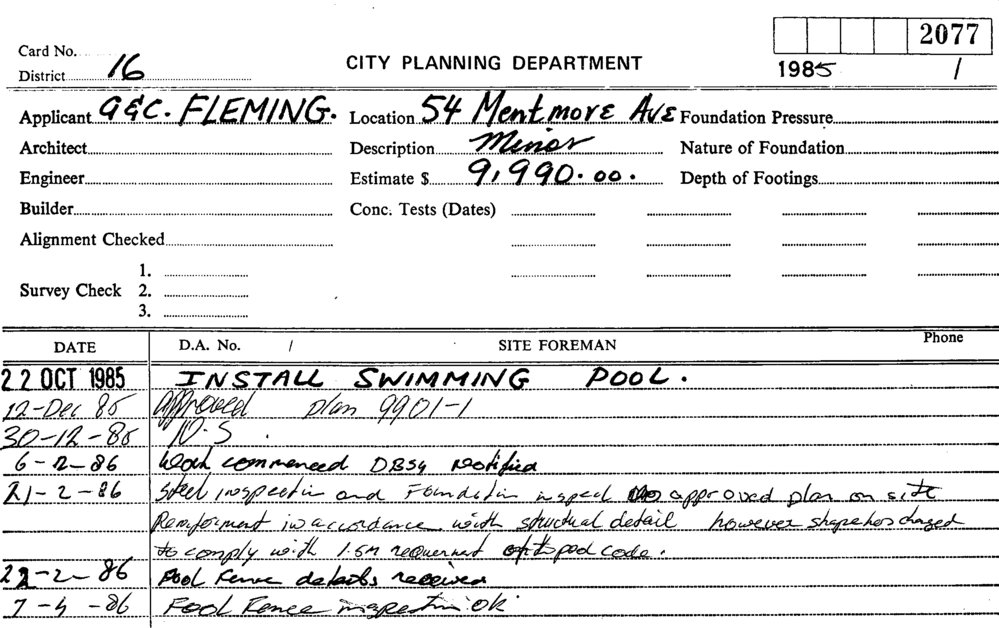 2077
Card No.
District 16
CITY PLANNING DEPARTMENT
1985 /
Applicant G&C. FLEMING. Location 54 Mentmore Ave Foundation Pressure
Architect Description Minor Nature of Foundation
Engineer Estimate $ 9,990.00. Depth of Footings
Builder Conc. Tests (Dates)
Alignment Checked
1.
Survey Check 2.
3.
DATE D.A. No. / SITE FOREMAN Phone
22 OCT 1985 INSTALL SWIMMING POOL.
12-Dec 85 approved plan 9901-1
30-12-85 N.S.
6-2-86 Work commenced DBS4 notified
21-2-86 Steel inspection and Foundation inspect No approved plan on site
Reinforment in accordance with structual detail however shape has changed
to comply with 1.5M requirment of pool code.
22-2-86 Pool Fence details received
7-4-86 Pool Fence inspection OK